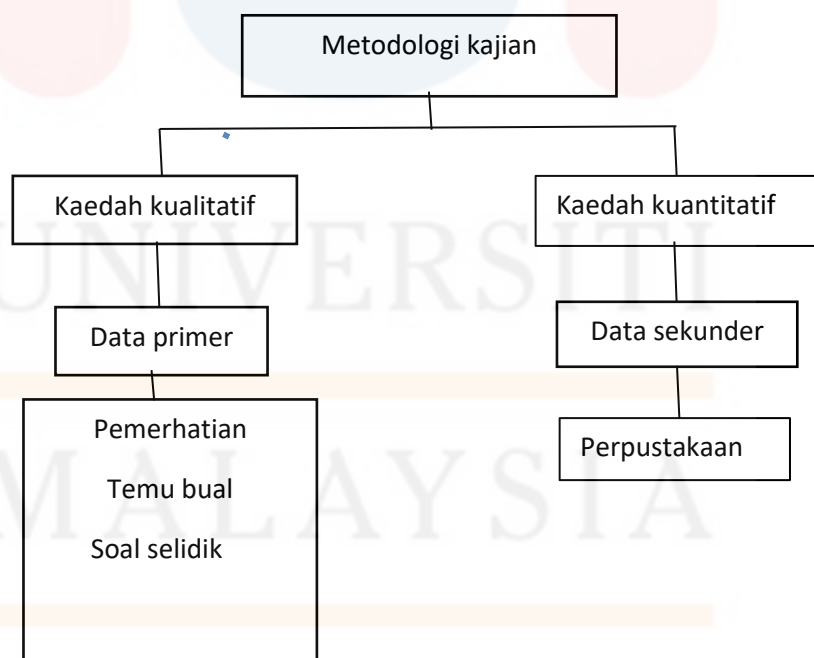 Metodologi kajian
Kaedah kualitatif
Kaedah kuantitatif
Data primer
Data sekunder
Pemerhatian
Temu bual
Soal selidik
Perpustakaan
UNIVERSITI
MALAYSIA